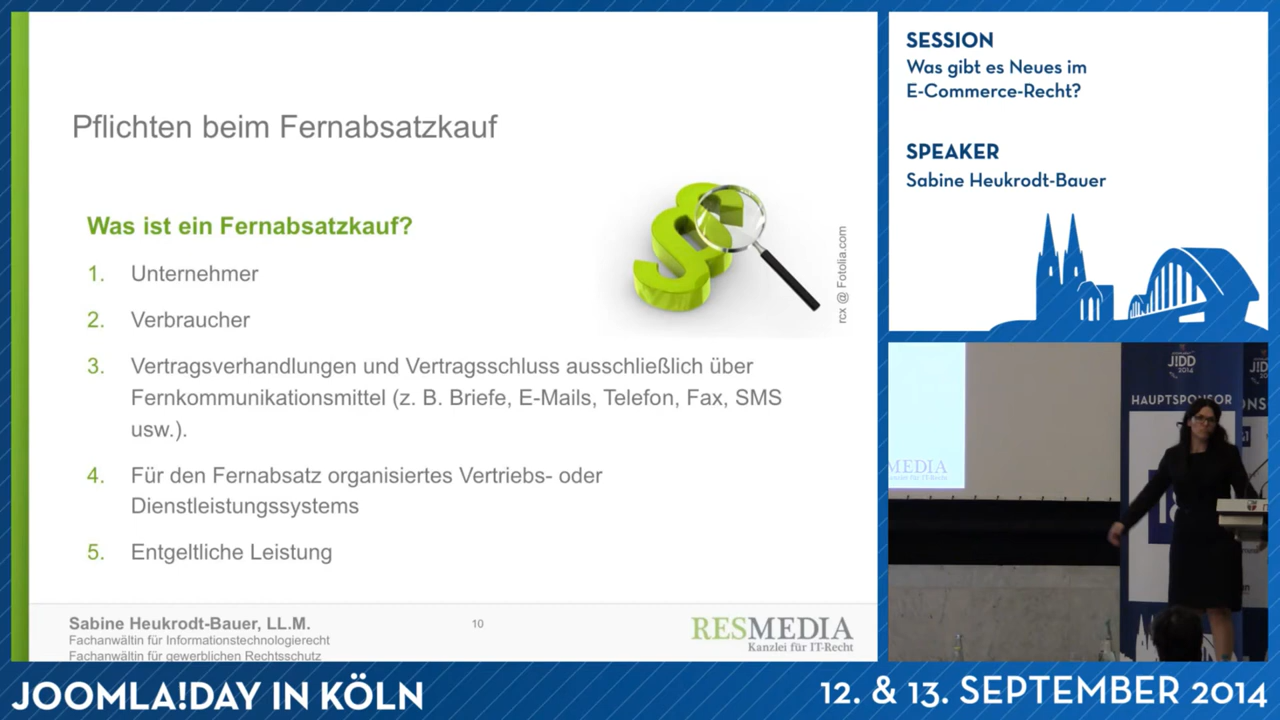 Pflichten beim Fernabsatzkauf
Was ist ein Fernabsatzkauf?
1. Unternehmer
2. Verbraucher
3. Vertragsverhandlungen und Vertragsschluss ausschließlich über
Fernkommunikationsmittel (z. B. Briefe, E-Mails, Telefon, Fax, SMS
usw.).
4. Für den Fernabsatz organisiertes Vertriebs- oder
Dienstleistungssystems
5. Entgeltliche Leistung
rcx @ Fotolia.com
Sabine Heukrodt-Bauer, LL.M.
Fachanwältin für Informationstechnologierecht
Fachanwältin für gewerblichen Rechtsschutz
10
RESMEDIA
Kanzlei für IT-Recht
SESSION
Was gibt es Neues im
E-Commerce-Recht?
SPEAKER
Sabine Heukrodt-Bauer
JIDD
2014
HAUPTSPONSOR
MEDIA
JOOMLA!DAY IN KÖLN
12. & 13. SEPTEMBER 2014